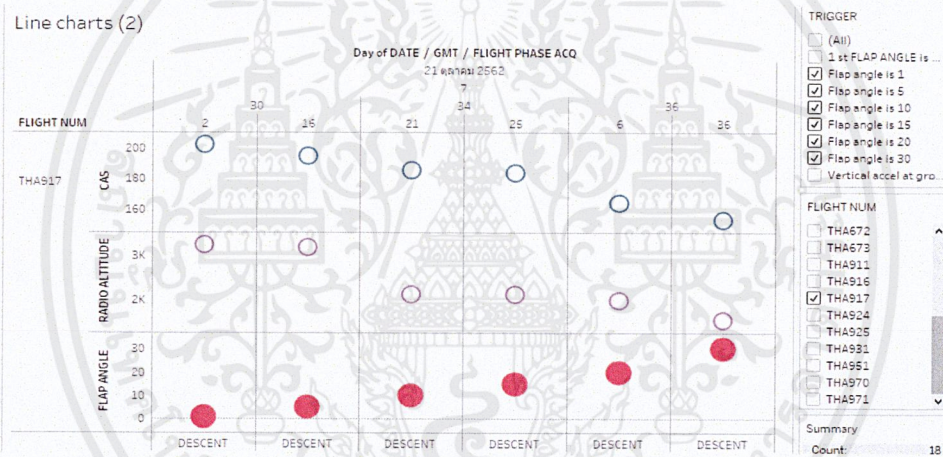 Line charts (2)
Day of DATE / GMT / FLIGHT PHASE ACQ
21 ตุลาคม 2562
7
30 34 36
FLIGHT NUM
2 16 21 25 6 36
THA917
CAS
200
180
160
RADIO ALTITUDE
3K
2K
FLAP ANGLE
30
20
10
0
DESCENT DESCENT DESCENT DESCENT DESCENT DESCENT
TRIGGER
(All)
1 st FLAP ANGLE is ...
Flap angle is 1
Flap angle is 5
Flap angle is 10
Flap angle is 15
Flap angle is 20
Flap angle is 30
Vertical accel at gro...
FLIGHT NUM
THA672
THA673
THA911
THA916
THA917
THA924
THA925
THA931
THA951
THA970
THA971
Summary
Count: 18